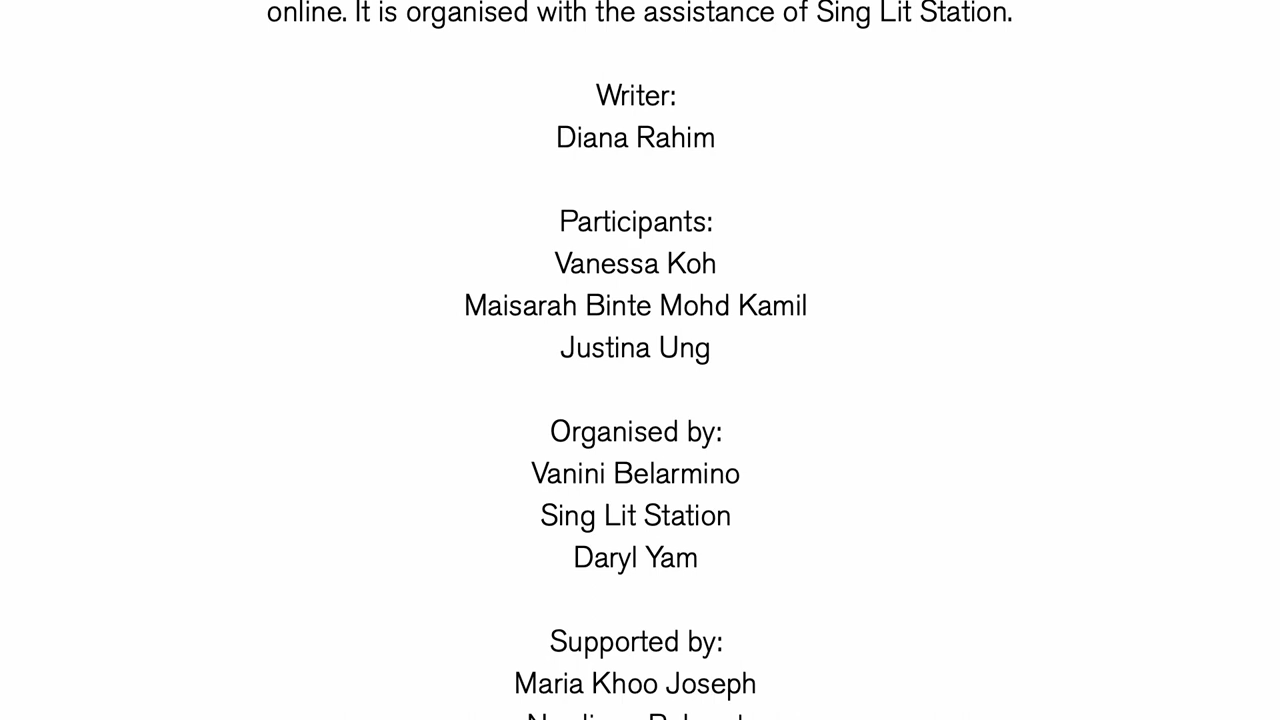 online. It is organised with the assistance of Sing Lit Station.
Writer:
Diana Rahim
Participants:
Vanessa Koh
Maisarah Binte Mohd Kamil
Justina Ung
Organised by:
Vanini Belarmino
Sing Lit Station
Daryl Yam
Supported by:
Maria Khoo Joseph